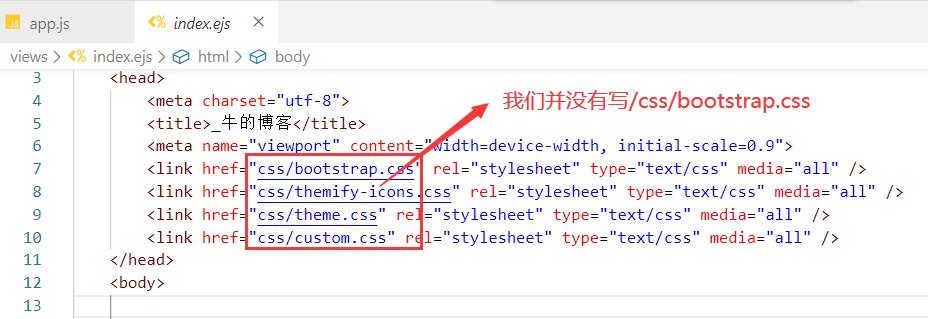 JS app.js
index.ejs
views > index.ejs > html > body
我们并没有写/css/bootstrap.css
3 <head>
4 <meta charset="utf-8">
5 <title>_牛的博客</title>
6 <meta name="viewport" content="width=device-width, initial-scale=0.9">
7 <link href="css/bootstrap.css" rel="stylesheet" type="text/css" media="all" />
8 <link href="css/themify-icons.css" rel="stylesheet" type="text/css" media="all" />
9 <link href="css/theme.css" rel="stylesheet" type="text/css" media="all" />
10 <link href="css/custom.css" rel="stylesheet" type="text/css" media="all" />
11 </head>
12 <body>
13